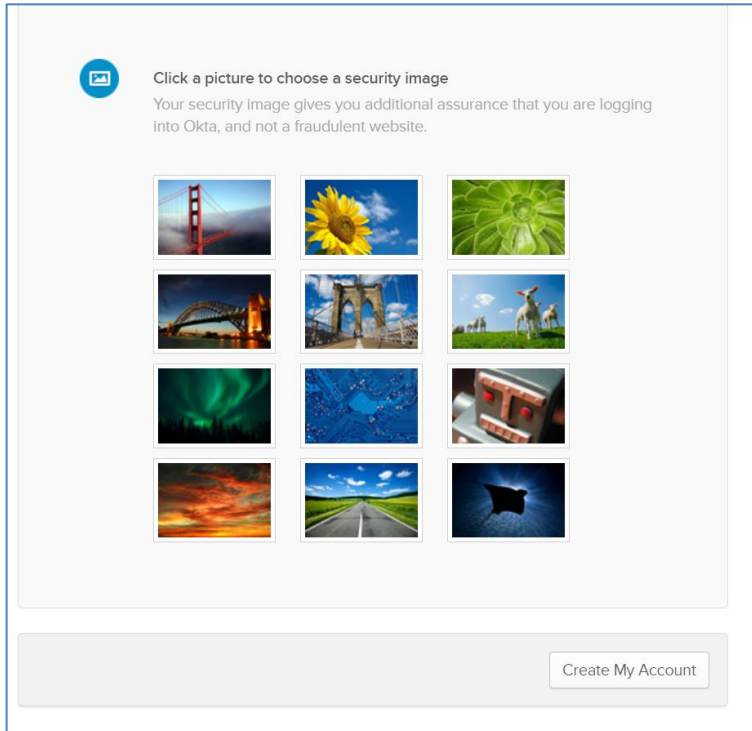 Click a picture to choose a security image
Your security image gives you additional assurance that you are logging
into Okta, and not a fraudulent website.
Create My Account